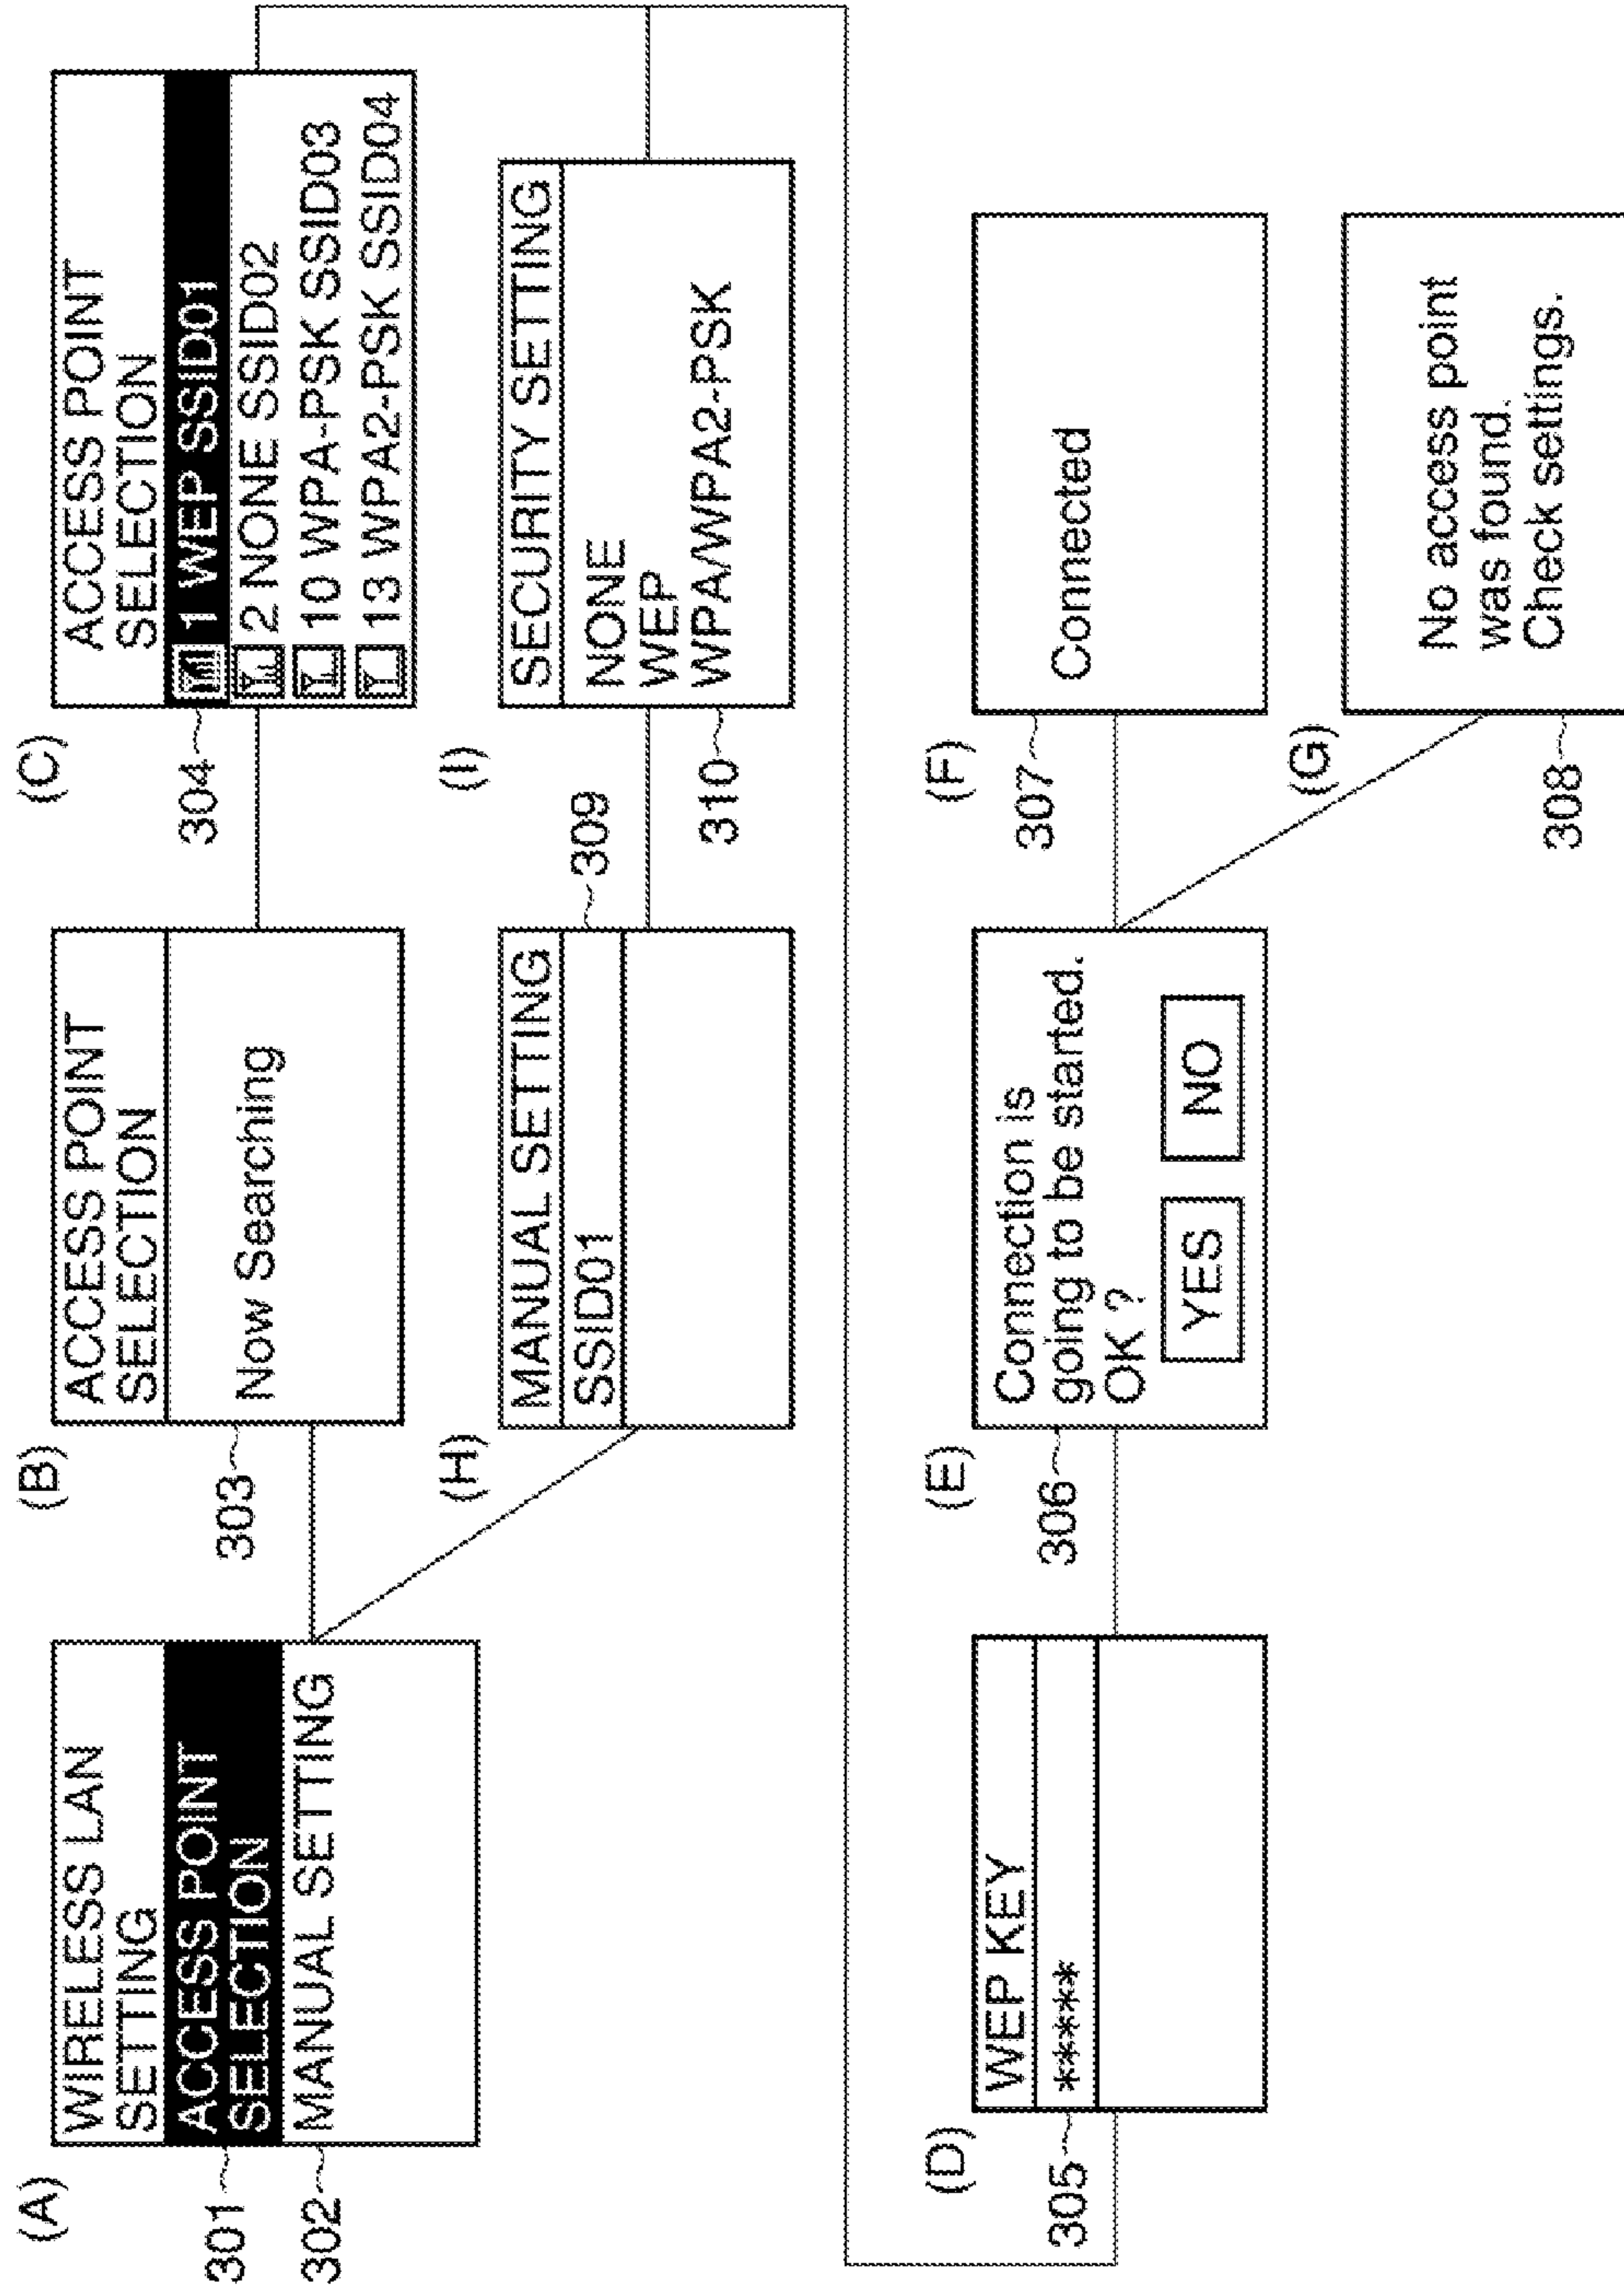 (A)
WIRELESS LAN
SETTING
301
ACCESS POINT
SELECTION
302
MANUAL SETTING
(B)
ACCESS POINT
SELECTION
303
Now Searching
(C)
ACCESS POINT
SELECTION
304
1 WEP SSID01
2 NONE SSID02
10 WPA-PSK SSID03
13 WPA2-PSK SSID04
(H)
MANUAL SETTING
309
SSID01
(I)
SECURITY SETTING
310
NONE
WEP
WPA/WPA2-PSK
(D)
WEP KEY
305
*****
(E)
306
Connection is
going to be started.
OK ?
YES NO
(F)
307
Connected
(G)
308
No access point
was found.
Check settings.